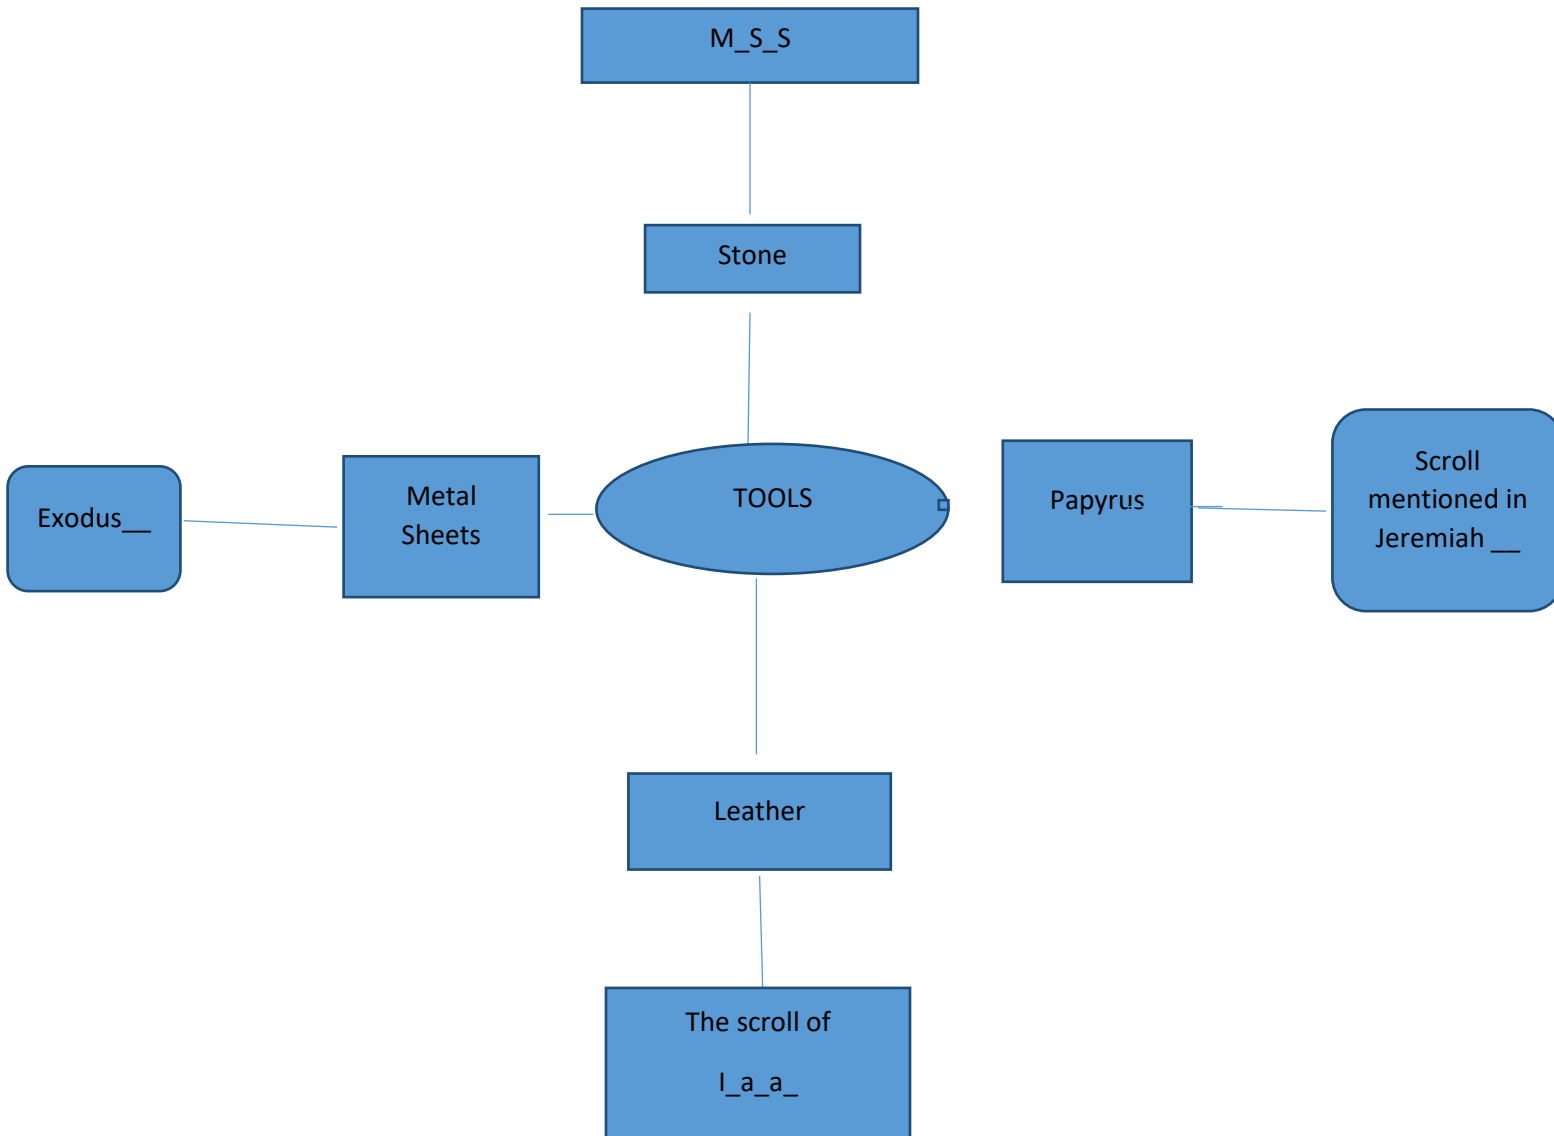 M_S_S
Stone
Exodus__
Metal
Sheets
TOOLS
Papyrus
Scroll
mentioned in
Jeremiah __
Leather
The scroll of
I_a_a_